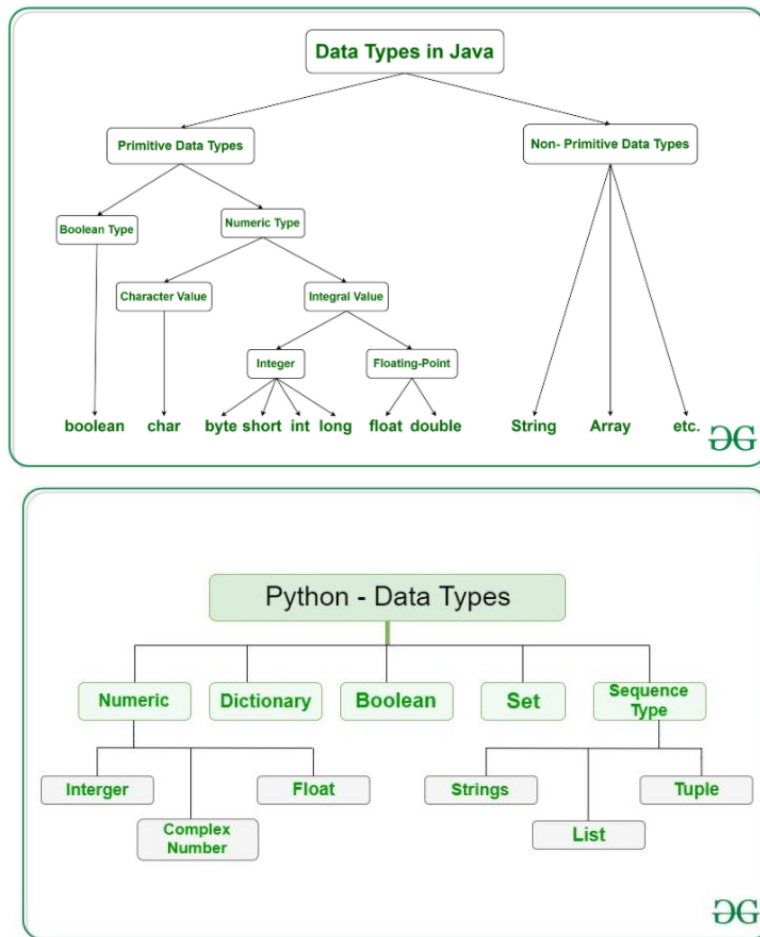 Data Types in Java
Primitive Data Types
Non- Primitive Data Types
Boolean Type
Numeric Type
Character Value
Integral Value
Integer
Floating-Point
boolean char byte short int long float double String Array etc.
Python - Data Types
Numeric
Dictionary
Boolean
Set
Sequence
Type
Interger
Float
Strings
Tuple
Complex
Number
List